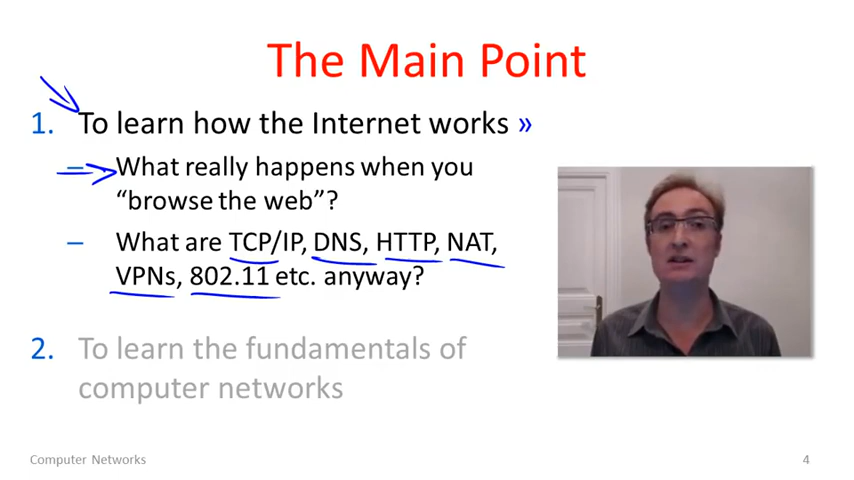 The Main Point
1. To learn how the Internet works »
– What really happens when you
“browse the web”?
– What are TCP/IP, DNS, HTTP, NAT,
VPNs, 802.11 etc. anyway?
2. To learn the fundamentals of
computer networks
Computer Networks
4